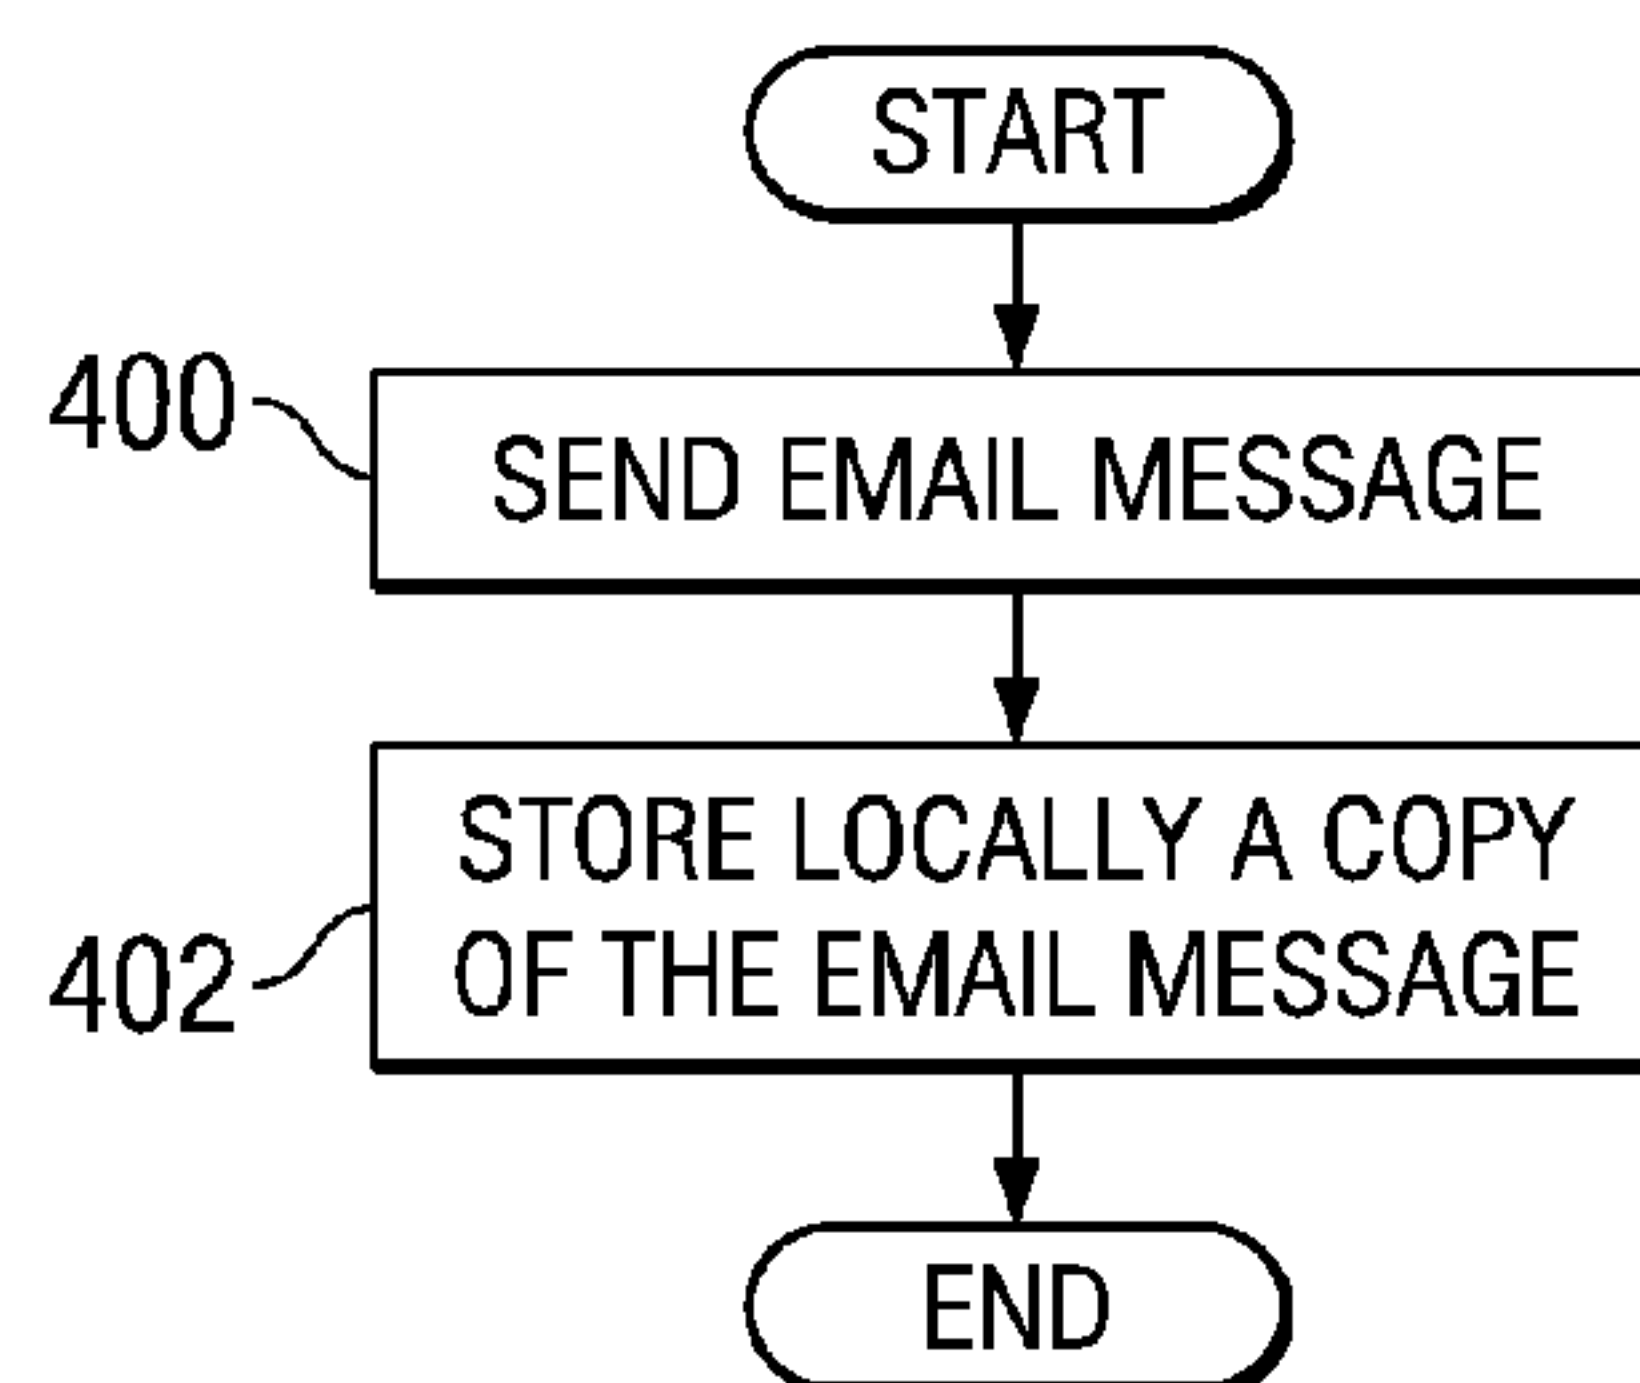 START
400
SEND EMAIL MESSAGE
STORE LOCALLY A COPY
OF THE EMAIL MESSAGE
402
END